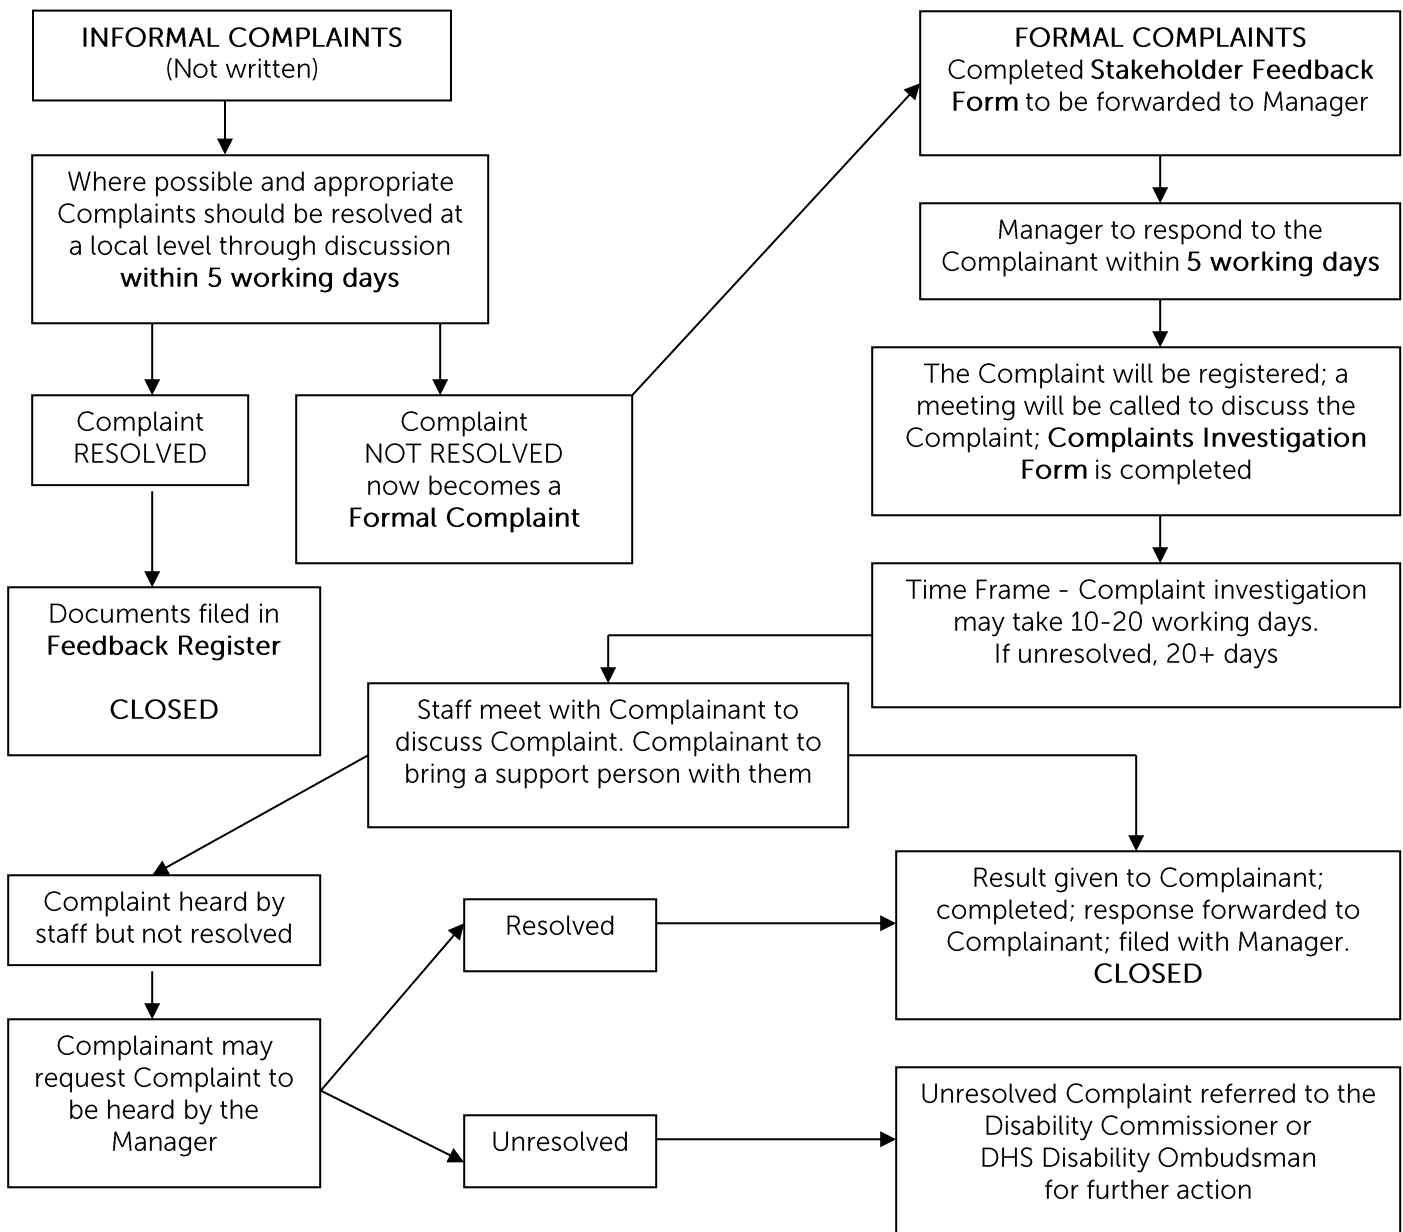 INFORMAL COMPLAINTS
(Not written)
Where possible and appropriate
Complaints should be resolved at
a local level through discussion
within 5 working days
Complaint
RESOLVED
Complaint
NOT RESOLVED
now becomes a
Formal Complaint
Documents filed in
Feedback Register
CLOSED
FORMAL COMPLAINTS
Completed Stakeholder Feedback
Form to be forwarded to Manager
Manager to respond to the
Complainant within 5 working days
The Complaint will be registered; a
meeting will be called to discuss the
Complaint; Complaints Investigation
Form is completed
Time Frame - Complaint investigation
may take 10-20 working days.
If unresolved, 20+ days
Staff meet with Complainant to
discuss Complaint. Complainant to
bring a support person with them
Complaint heard by
staff but not resolved
Complainant may
request Complaint to
be heard by the
Manager
Resolved
Result given to Complainant;
completed; response forwarded to
Complainant; filed with Manager.
CLOSED
Unresolved
Unresolved Complaint referred to the
Disability Commissioner or
DHS Disability Ombudsman
for further action